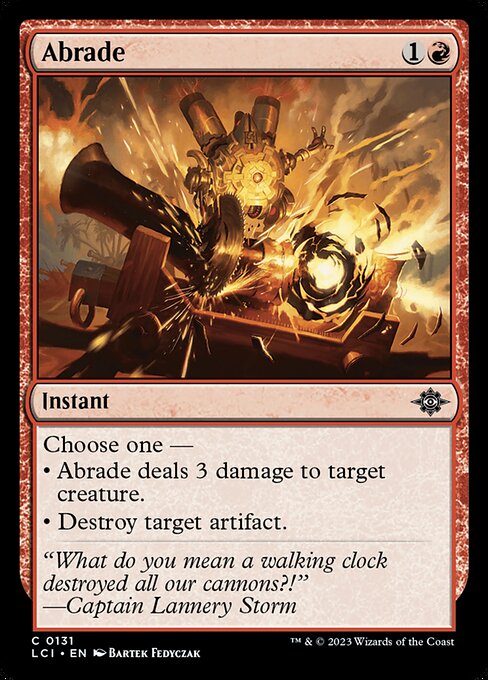 Abrade 1
Instant
Choose one —
• Abrade deals 3 damage to target
creature.
• Destroy target artifact.
“What do you mean a walking clock
destroyed all our cannons?!”
—Captain Lannery Storm
C 0131
LCI • EN Bartek Fedyczak
™ & © 2023 Wizards of the Coast